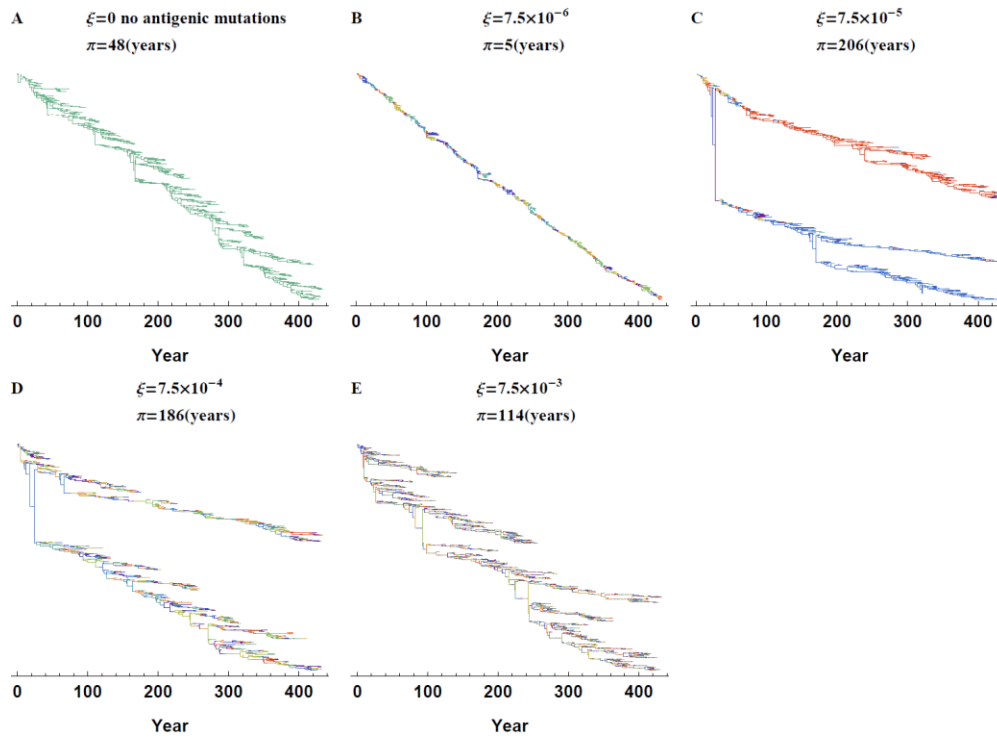 A ξ=0 no antigenic mutations
π=48(years)
B ξ=7.5×10⁻⁶
π=5(years)
C ξ=7.5×10⁻⁵
π=206(years)
0 100 200 300 400
Year
0 100 200 300 400
Year
0 100 200 300 400
Year
D ξ=7.5×10⁻⁴
π=186(years)
E ξ=7.5×10⁻³
π=114(years)
0 100 200 300 400
Year
0 100 200 300 400
Year